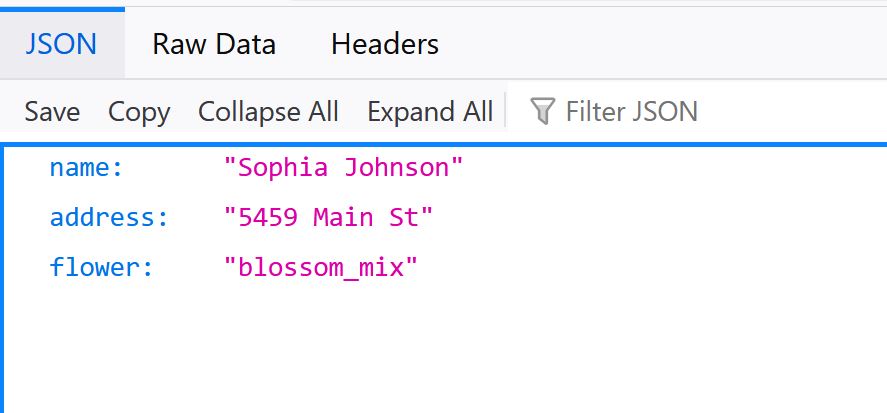 JSON Raw Data Headers
Save Copy Collapse All Expand All Filter JSON
name: "Sophia Johnson"
address: "5459 Main St"
flower: "blossom_mix"